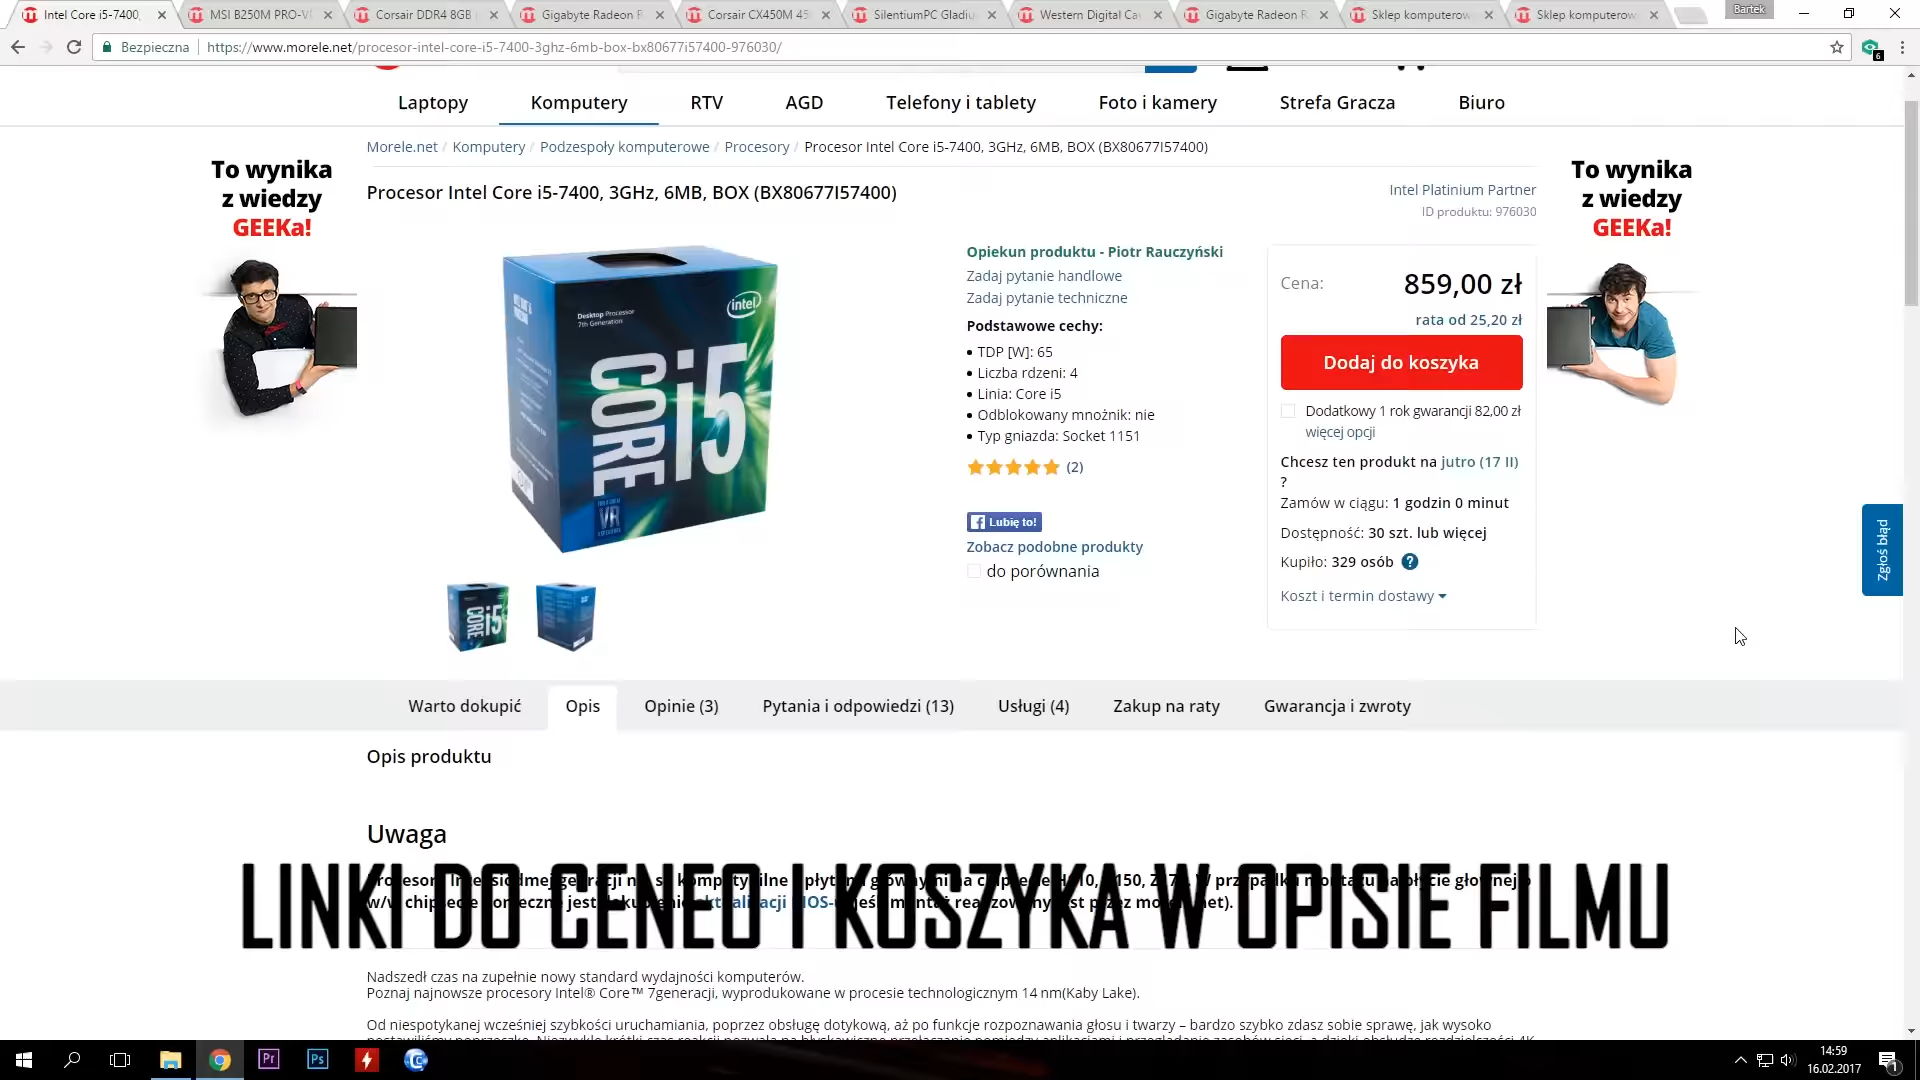 Intel Core i5-7400,
MSI B250M PRO-V
Corsair DDR4 8GB
Gigabyte Radeon R
Corsair CX450M 45
SilentiumPC Gladiu
Western Digital Ca
Gigabyte Radeon R
Sklep komputerow
Sklep komputerow
Bartek
Bezpieczna
https://www.morele.net/procesor-intel-core-i5-7400-3ghz-6mb-box-bx80677i57400-976030/
6
Laptopy
Komputery
RTV
AGD
Telefony i tablety
Foto i kamery
Strefa Gracza
Biuro
Morele.net / Komputery / Podzespoły komputerowe / Procesory / Procesor Intel Core i5-7400, 3GHz, 6MB, BOX (BX80677I57400)
To wynika
z wiedzy
GEEKa!
Procesor Intel Core i5-7400, 3GHz, 6MB, BOX (BX80677I57400)
Intel Platinium Partner
ID produktu: 976030
To wynika
z wiedzy
GEEKa!
Desktop Processor
7th Generation
intel
CORE i5
VR
Opiekun produktu - Piotr Rauczyński
Zadaj pytanie handlowe
Zadaj pytanie techniczne
Podstawowe cechy:
• TDP [W]: 65
• Liczba rdzeni: 4
• Linia: Core i5
• Odblokowany mnożnik: nie
• Typ gniazda: Socket 1151
(2)
Lubię to!
Zobacz podobne produkty
do porównania
Cena: 859,00 zł
rata od 25,20 zł
Dodaj do koszyka
Dodatkowy 1 rok gwarancji 82,00 zł
więcej opcji
Chcesz ten produkt na jutro (17 II)
?
Zamów w ciągu: 1 godzin 0 minut
Dostępność: 30 szt. lub więcej
Kupiło: 329 osób ?
Koszt i termin dostawy
Zgłoś błąd
CORE i5
Warto dokupić
Opis
Opinie (3)
Pytania i odpowiedzi (13)
Usługi (4)
Zakup na raty
Gwarancja i zwroty
Opis produktu
Uwaga
LINKI DO CENEO I KOSZYKA W OPISIE FILMU
Nadszedł czas na zupełnie nowy standard wydajności komputerów.
Poznaj najnowsze procesory Intel® Core™ 7generacji, wyprodukowane w procesie technologicznym 14 nm(Kaby Lake).
Od niespotykanej wcześniej szybkości uruchamiania, poprzez obsługę dotykową, aż po funkcje rozpoznawania głosu i twarzy – bardzo szybko zdasz sobie sprawę, jak wysoko
Pr
Ps
14:59
16.02.2017
1